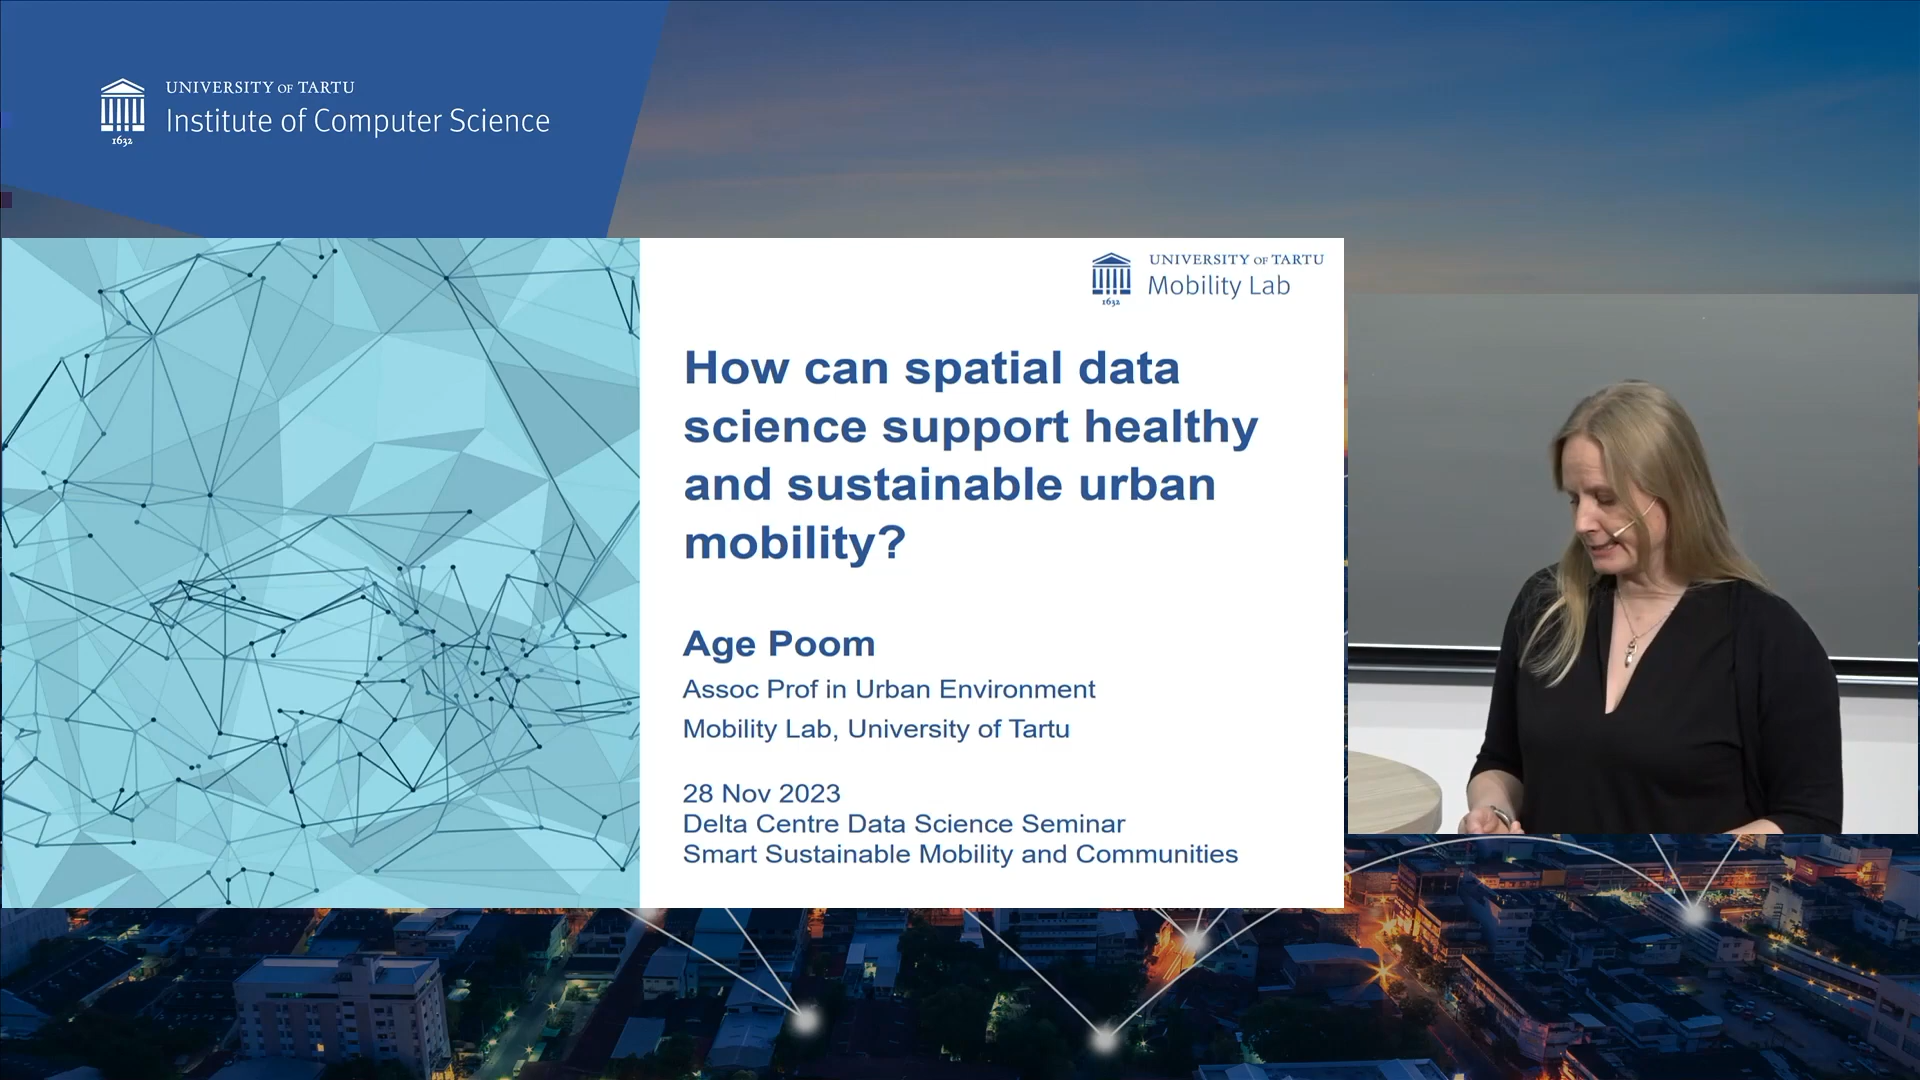 UNIVERSITY OF TARTU
Institute of Computer Science
1632
UNIVERSITY OF TARTU
Mobility Lab
1632
How can spatial data
science support healthy
and sustainable urban
mobility?
Age Poom
Assoc Prof in Urban Environment
Mobility Lab, University of Tartu
28 Nov 2023
Delta Centre Data Science Seminar
Smart Sustainable Mobility and Communities